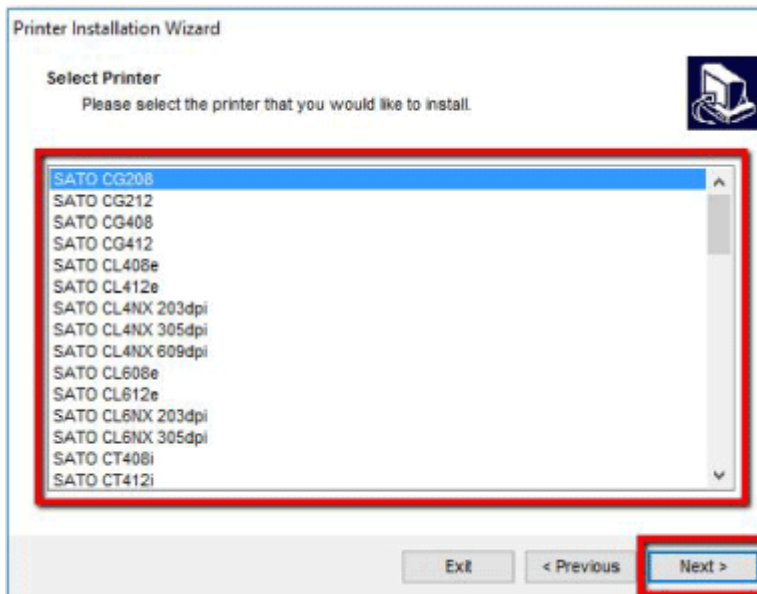 Printer Installation Wizard
Select Printer
Please select the printer that you would like to install.
SATO CG208
SATO CG212
SATO CG408
SATO CG412
SATO CL408e
SATO CL412e
SATO CL4NX 203dpi
SATO CL4NX 305dpi
SATO CL4NX 609dpi
SATO CL608e
SATO CL612e
SATO CL6NX 203dpi
SATO CL6NX 305dpi
SATO CT408i
SATO CT412i
Exit < Previous Next >